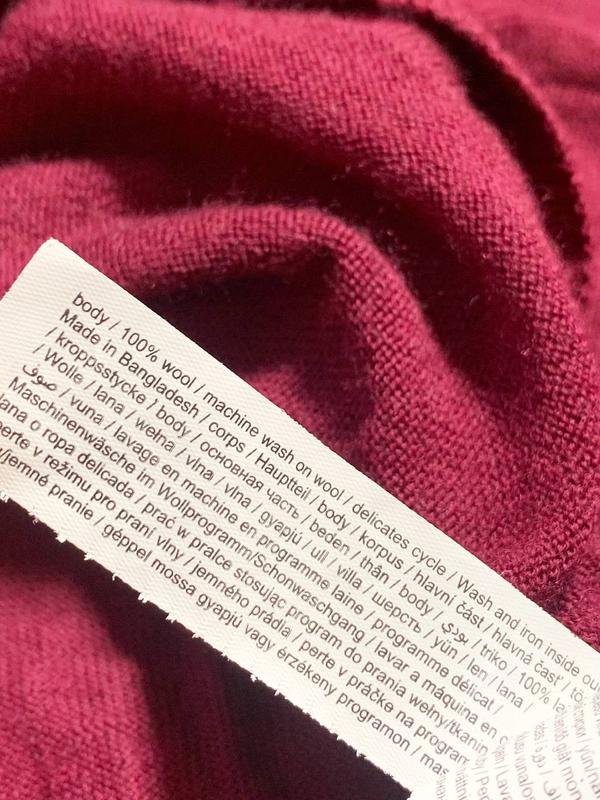 body / 100% wool / machine wash on wool / delicates cycle / Wash and iron inside out
Made in Bangladesh / corps / Hauptteil / body / korpus / hlavní část / hlavná časť / tö
/ kroppsstycke / body / основная часть / beden / thân / body / بودي / triko / 100% le
/ Wolle / lana / wełna / vlna / vlna / gyapjú / ull / villa / шерсть / yün / len / lana /
صوف / vuna / lavage en machine en programme laine / programme délicat /
Maschinenwäsche im Wollprogramm/Schonwaschgang / lavar a máquina en c
lana o ropa delicada / prać w pralce stosując program do prania wełny/tkanin
perte v režimu pro praní vlny / jemného prádla / perte v práčke na program
/jemné pranie / géppel mossa gyapjú vagy érzékeny programon / mas